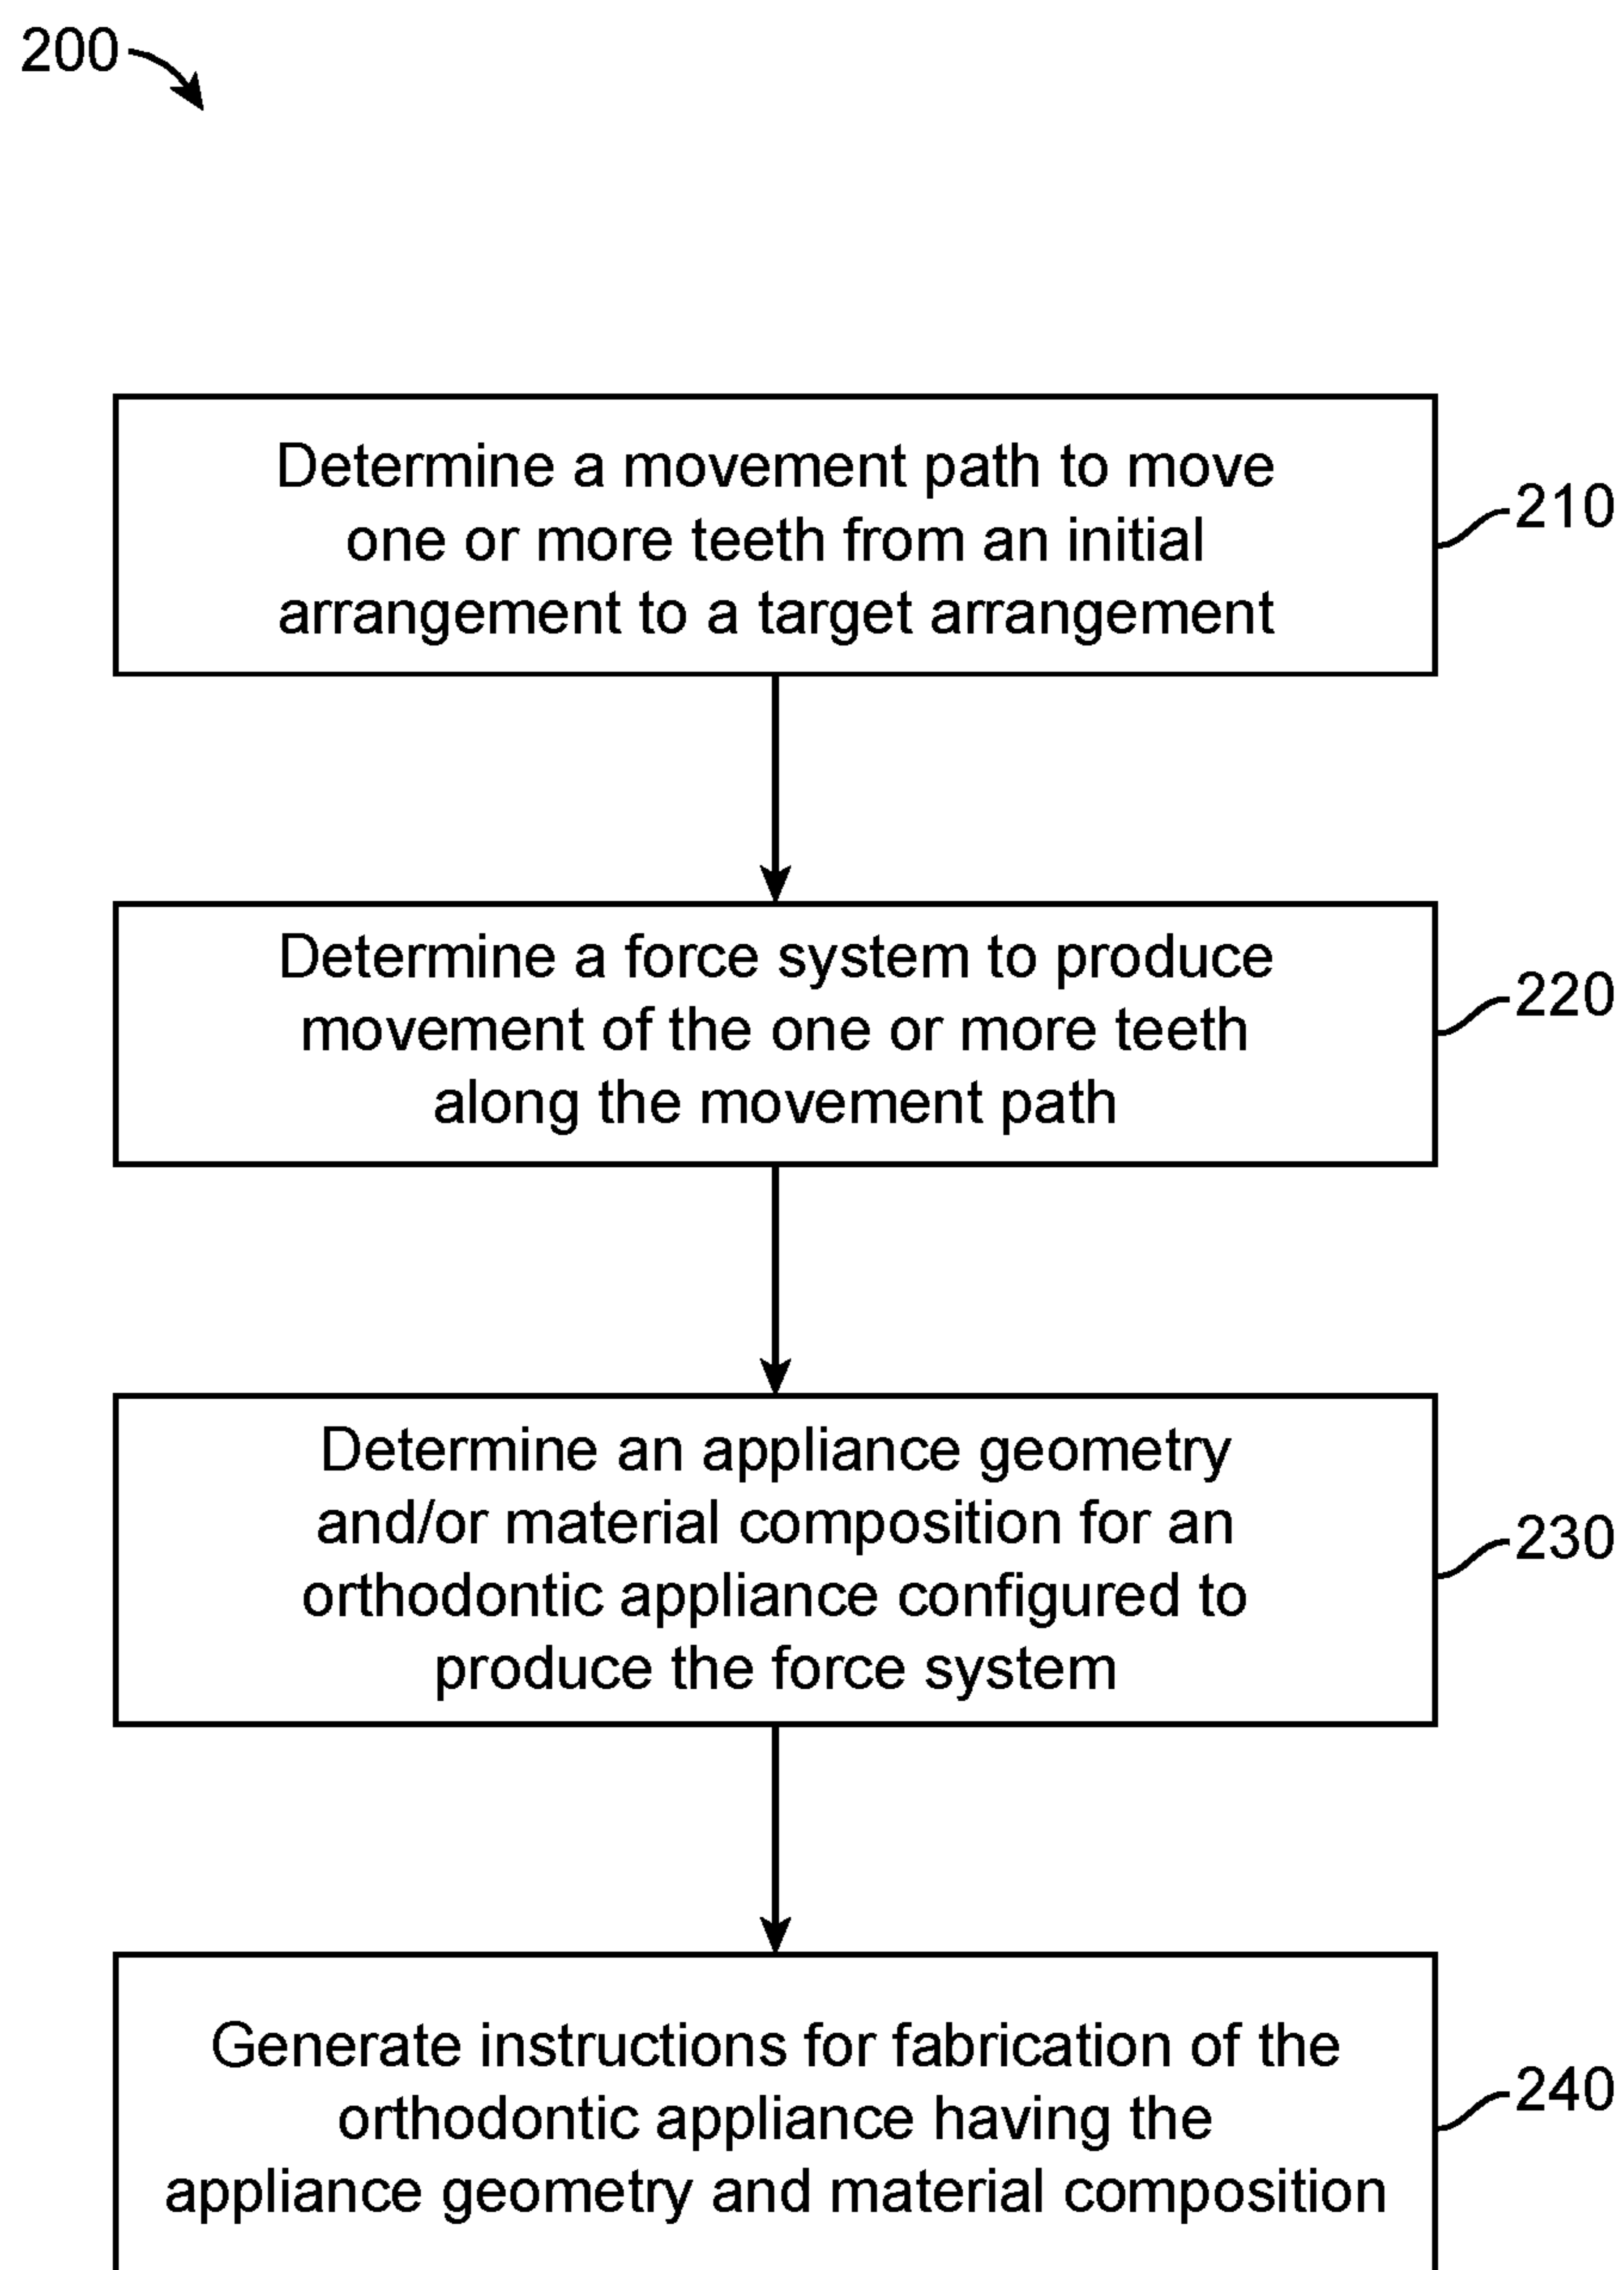 200
Determine a movement path to move
one or more teeth from an initial
arrangement to a target arrangement
210
Determine a force system to produce
movement of the one or more teeth
along the movement path
220
Determine an appliance geometry
and/or material composition for an
orthodontic appliance configured to
produce the force system
230
Generate instructions for fabrication of the
orthodontic appliance having the
appliance geometry and material composition
240